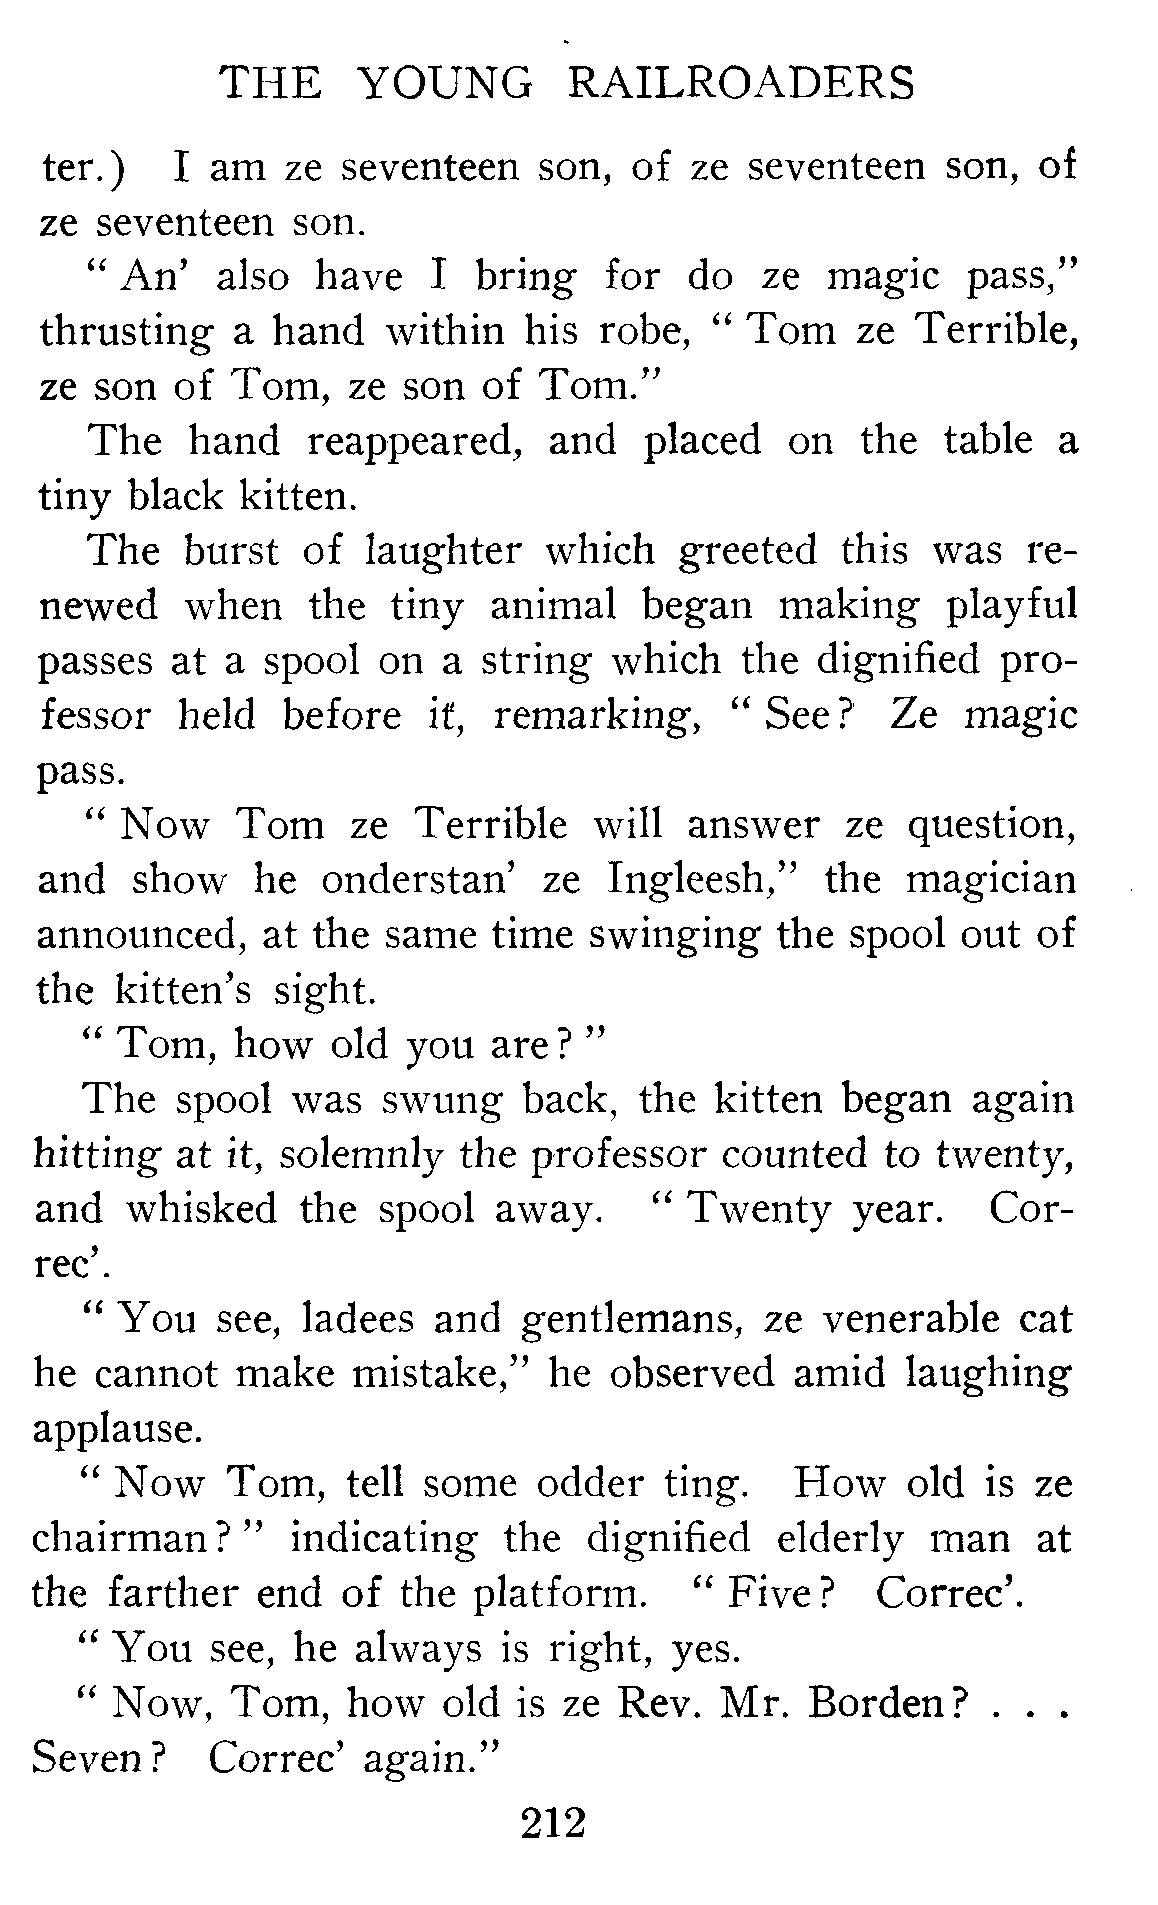 THE YOUNG RAILROADERS
ter.) I am ze seventeen son, of ze seventeen son, of
ze seventeen son.
" An' also have I bring for do ze magic pass,"
thrusting a hand within his robe, " Tom ze Terrible,
ze son of Tom, ze son of Tom."
The hand reappeared, and placed on the table a
tiny black kitten.
The burst of laughter which greeted this was re-
newed when the tiny animal began making playful
passes at a spool on a string which the dignified pro-
fessor held before it, remarking, " See? Ze magic
pass.
" Now Tom ze Terrible will answer ze question,
and show he onderstan' ze Ingleesh," the magician
announced, at the same time swinging the spool out of
the kitten's sight.
" Tom, how old you are? "
The spool was swung back, the kitten began again
hitting at it, solemnly the professor counted to twenty,
and whisked the spool away. " Twenty year. Cor-
rec'.
" You see, ladees and gentlemans, ze venerable cat
he cannot make mistake," he observed amid laughing
applause.
" Now Tom, tell some odder ting. How old is ze
chairman? " indicating the dignified elderly man at
the farther end of the platform. " Five? Correc'.
" You see, he always is right, yes.
" Now, Tom, how old is ze Rev. Mr. Borden? . . .
Seven? Correc' again."
212